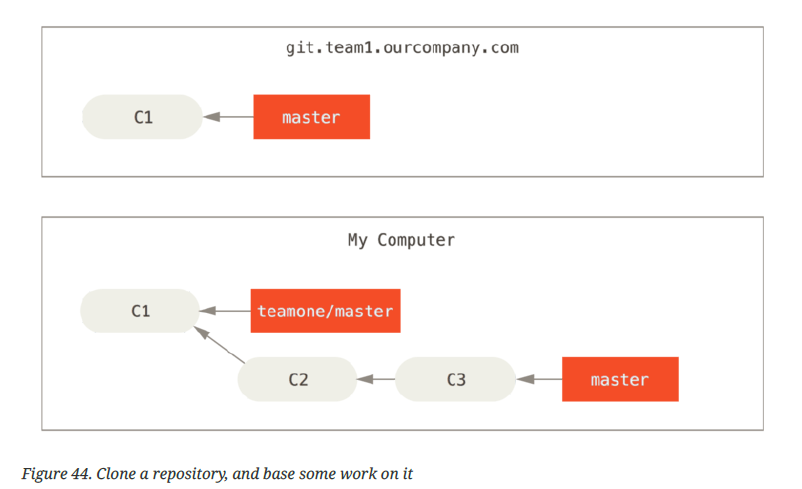 git.team1.ourcompany.com
C1
master
My Computer
C1
teamone/master
C2
C3
master
Figure 44. Clone a repository, and base some work on it